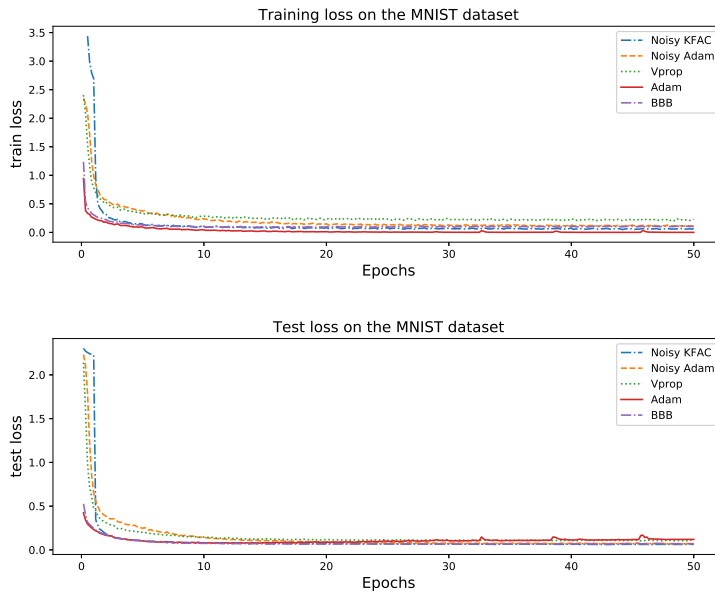 Training loss on the MNIST dataset
3.5
3.0
2.5
2.0
1.5
1.0
0.5
0.0
train loss
Noisy KFAC
Noisy Adam
Vprop
Adam
BBB
0
10
20
30
40
50
Epochs
Test loss on the MNIST dataset
2.0
1.5
1.0
0.5
0.0
test loss
Noisy KFAC
Noisy Adam
Vprop
Adam
BBB
0
10
20
30
40
50
Epochs